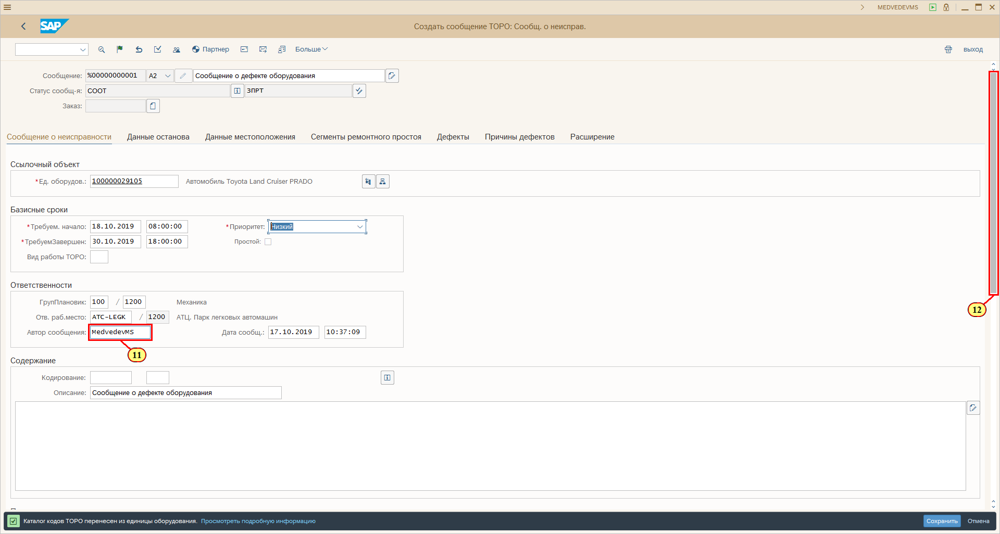 MEDVEDEVMS
SAP
Создать сообщение ТОРО: Сообщ. о неисправ.
Партнер
Больше
выход
Сообщение: %00000000001 A2 Сообщение о дефекте оборудования
Статус сообщ-я: СООТ ЗПРТ
Заказ:
Сообщение о неисправности Данные останова Данные местоположения Сегменты ремонтного простоя Дефекты Причины дефектов Расширение
Ссылочный объект
*Ед. оборудов.: 100000029105 Автомобиль Toyota Land Cruiser PRADO
Базисные сроки
*Требуем. начало: 18.10.2019 08:00:00 *Приоритет: Низкий
*ТребуемЗавершен: 30.10.2019 18:00:00 Простой:
Вид работы ТОРО:
Ответственности
ГрупПлановик: 100 / 1200 Механика
Отв. раб.место: ATC-LEGK / 1200 АТЦ. Парк легковых автомашин
Автор сообщения: MedvedevMS Дата сообщ.: 17.10.2019 10:37:09
12
11
Содержание
Кодирование:
Описание: Сообщение о дефекте оборудования
Каталог кодов ТОРО перенесен из единицы оборудования. Просмотреть подробную информацию
Сохранить Отмена